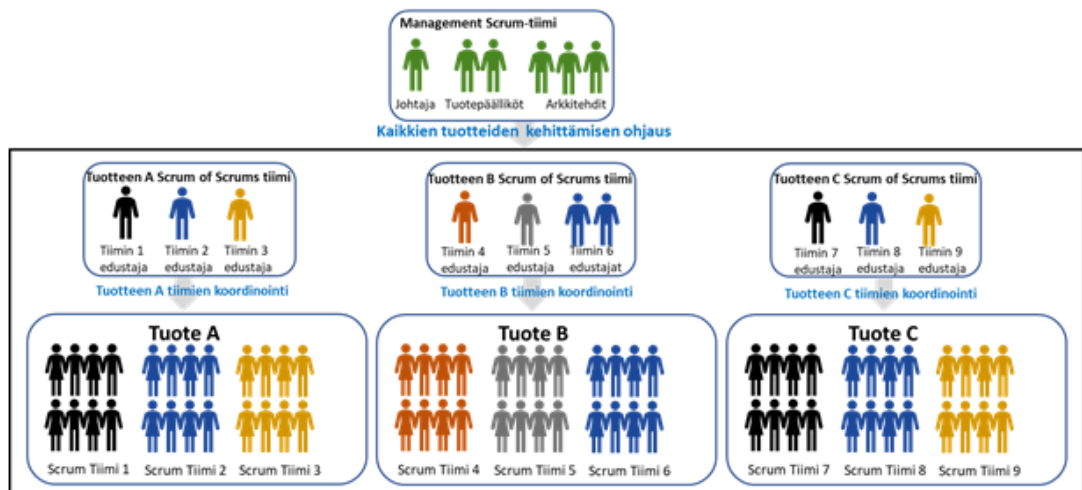 Management Scrum-tiimi
Johtaja Tuotepäälliköt Arkkitehdit
Kaikkien tuotteiden kehittämisen ohjaus
Tuotteen A Scrum of Scrums tiimi
Tiimin 1 edustaja
Tiimin 2 edustaja
Tiimin 3 edustaja
Tuotteen A tiimien koordinointi
Tuotteen B Scrum of Scrums tiimi
Tiimin 4 edustaja
Tiimin 5 edustaja
Tiimin 6 edustajat
Tuotteen B tiimien koordinointi
Tuotteen C Scrum of Scrums tiimi
Tiimin 7 edustaja
Tiimin 8 edustaja
Tiimin 9 edustaja
Tuotteen C tiimien koordinointi
Tuote A
Scrum Tiimi 1 Scrum Tiimi 2 Scrum Tiimi 3
Tuote B
Scrum Tiimi 4 Scrum Tiimi 5 Scrum Tiimi 6
Tuote C
Scrum Tiimi 7 Scrum Tiimi 8 Scrum Tiimi 9